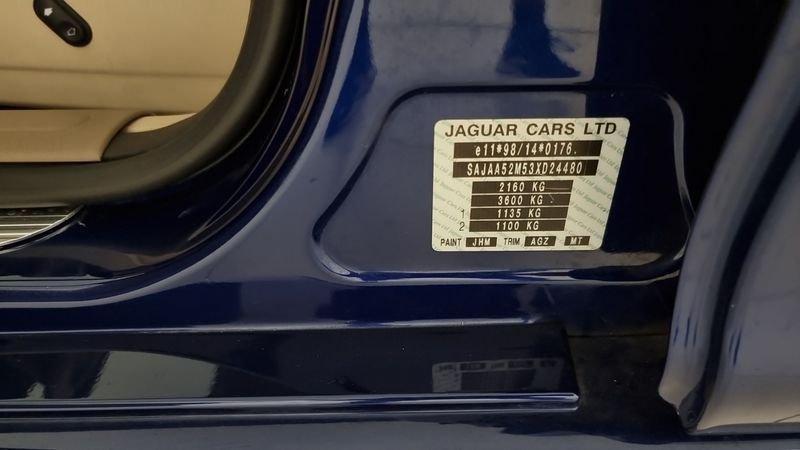 JAGUAR CARS LTD
e11*98/14*0176.
SAJAA52M53XD24480
2160 KG
3600 KG
1 1135 KG
2 1100 KG
PAINT JHM TRIM AGZ MT